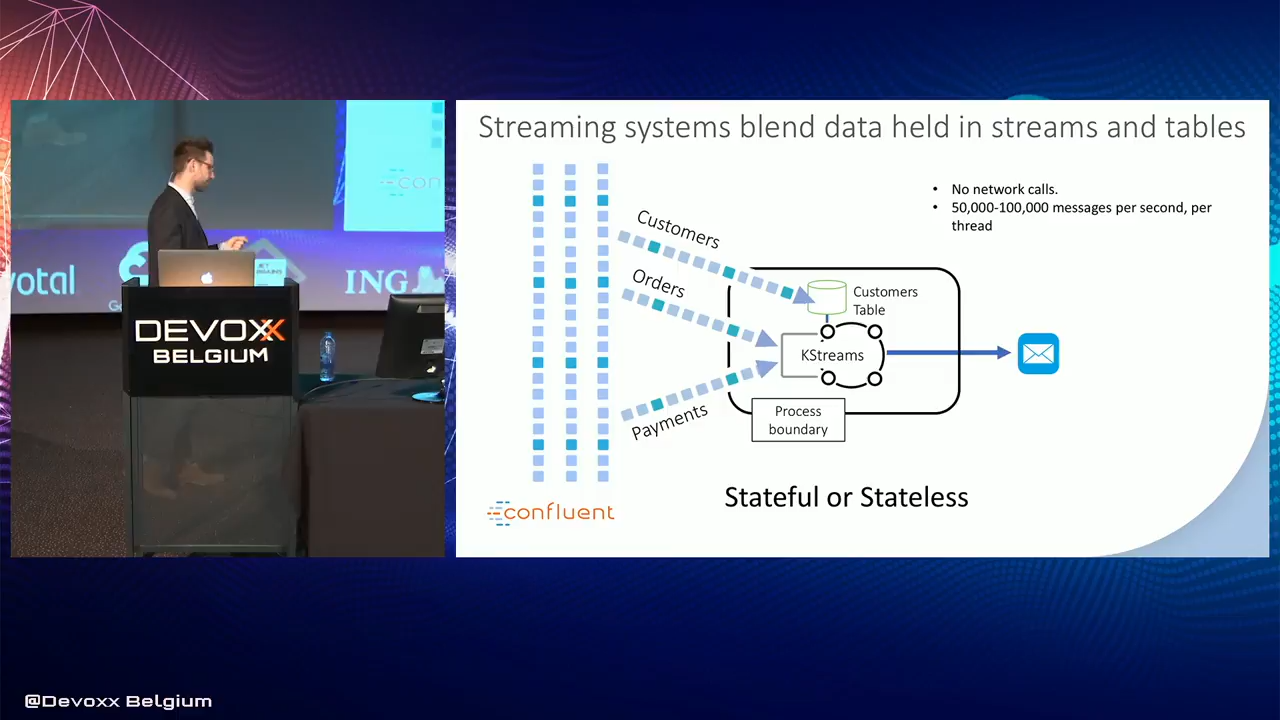 Streaming systems blend data held in streams and tables
• No network calls.
• 50,000-100,000 messages per second, per
thread
Customers
Orders
Payments
Customers
Table
KStreams
Process
boundary
Stateful or Stateless
confluent
ING
DEVOXX
BELGIUM
@Devoxx Belgium